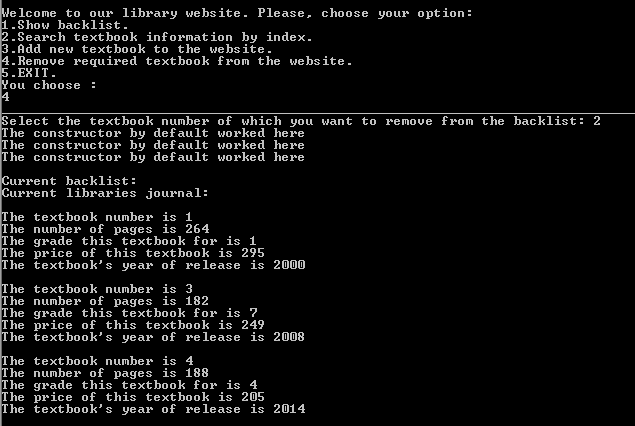 Welcome to our library website. Please, choose your option:
1.Show backlist.
2.Search textbook information by index.
3.Add new textbook to the website.
4.Remove required textbook from the website.
5.EXIT.
You choose :
4
Select the textbook number of which you want to remove from the backlist: 2
The constructor by default worked here
The constructor by default worked here
The constructor by default worked here
Current backlist:
Current libraries journal:
The textbook number is 1
The number of pages is 264
The grade this textbook for is 1
The price of this textbook is 295
The textbook's year of release is 2000
The textbook number is 3
The number of pages is 182
The grade this textbook for is 7
The price of this textbook is 249
The textbook's year of release is 2008
The textbook number is 4
The number of pages is 188
The grade this textbook for is 4
The price of this textbook is 205
The textbook's year of release is 2014